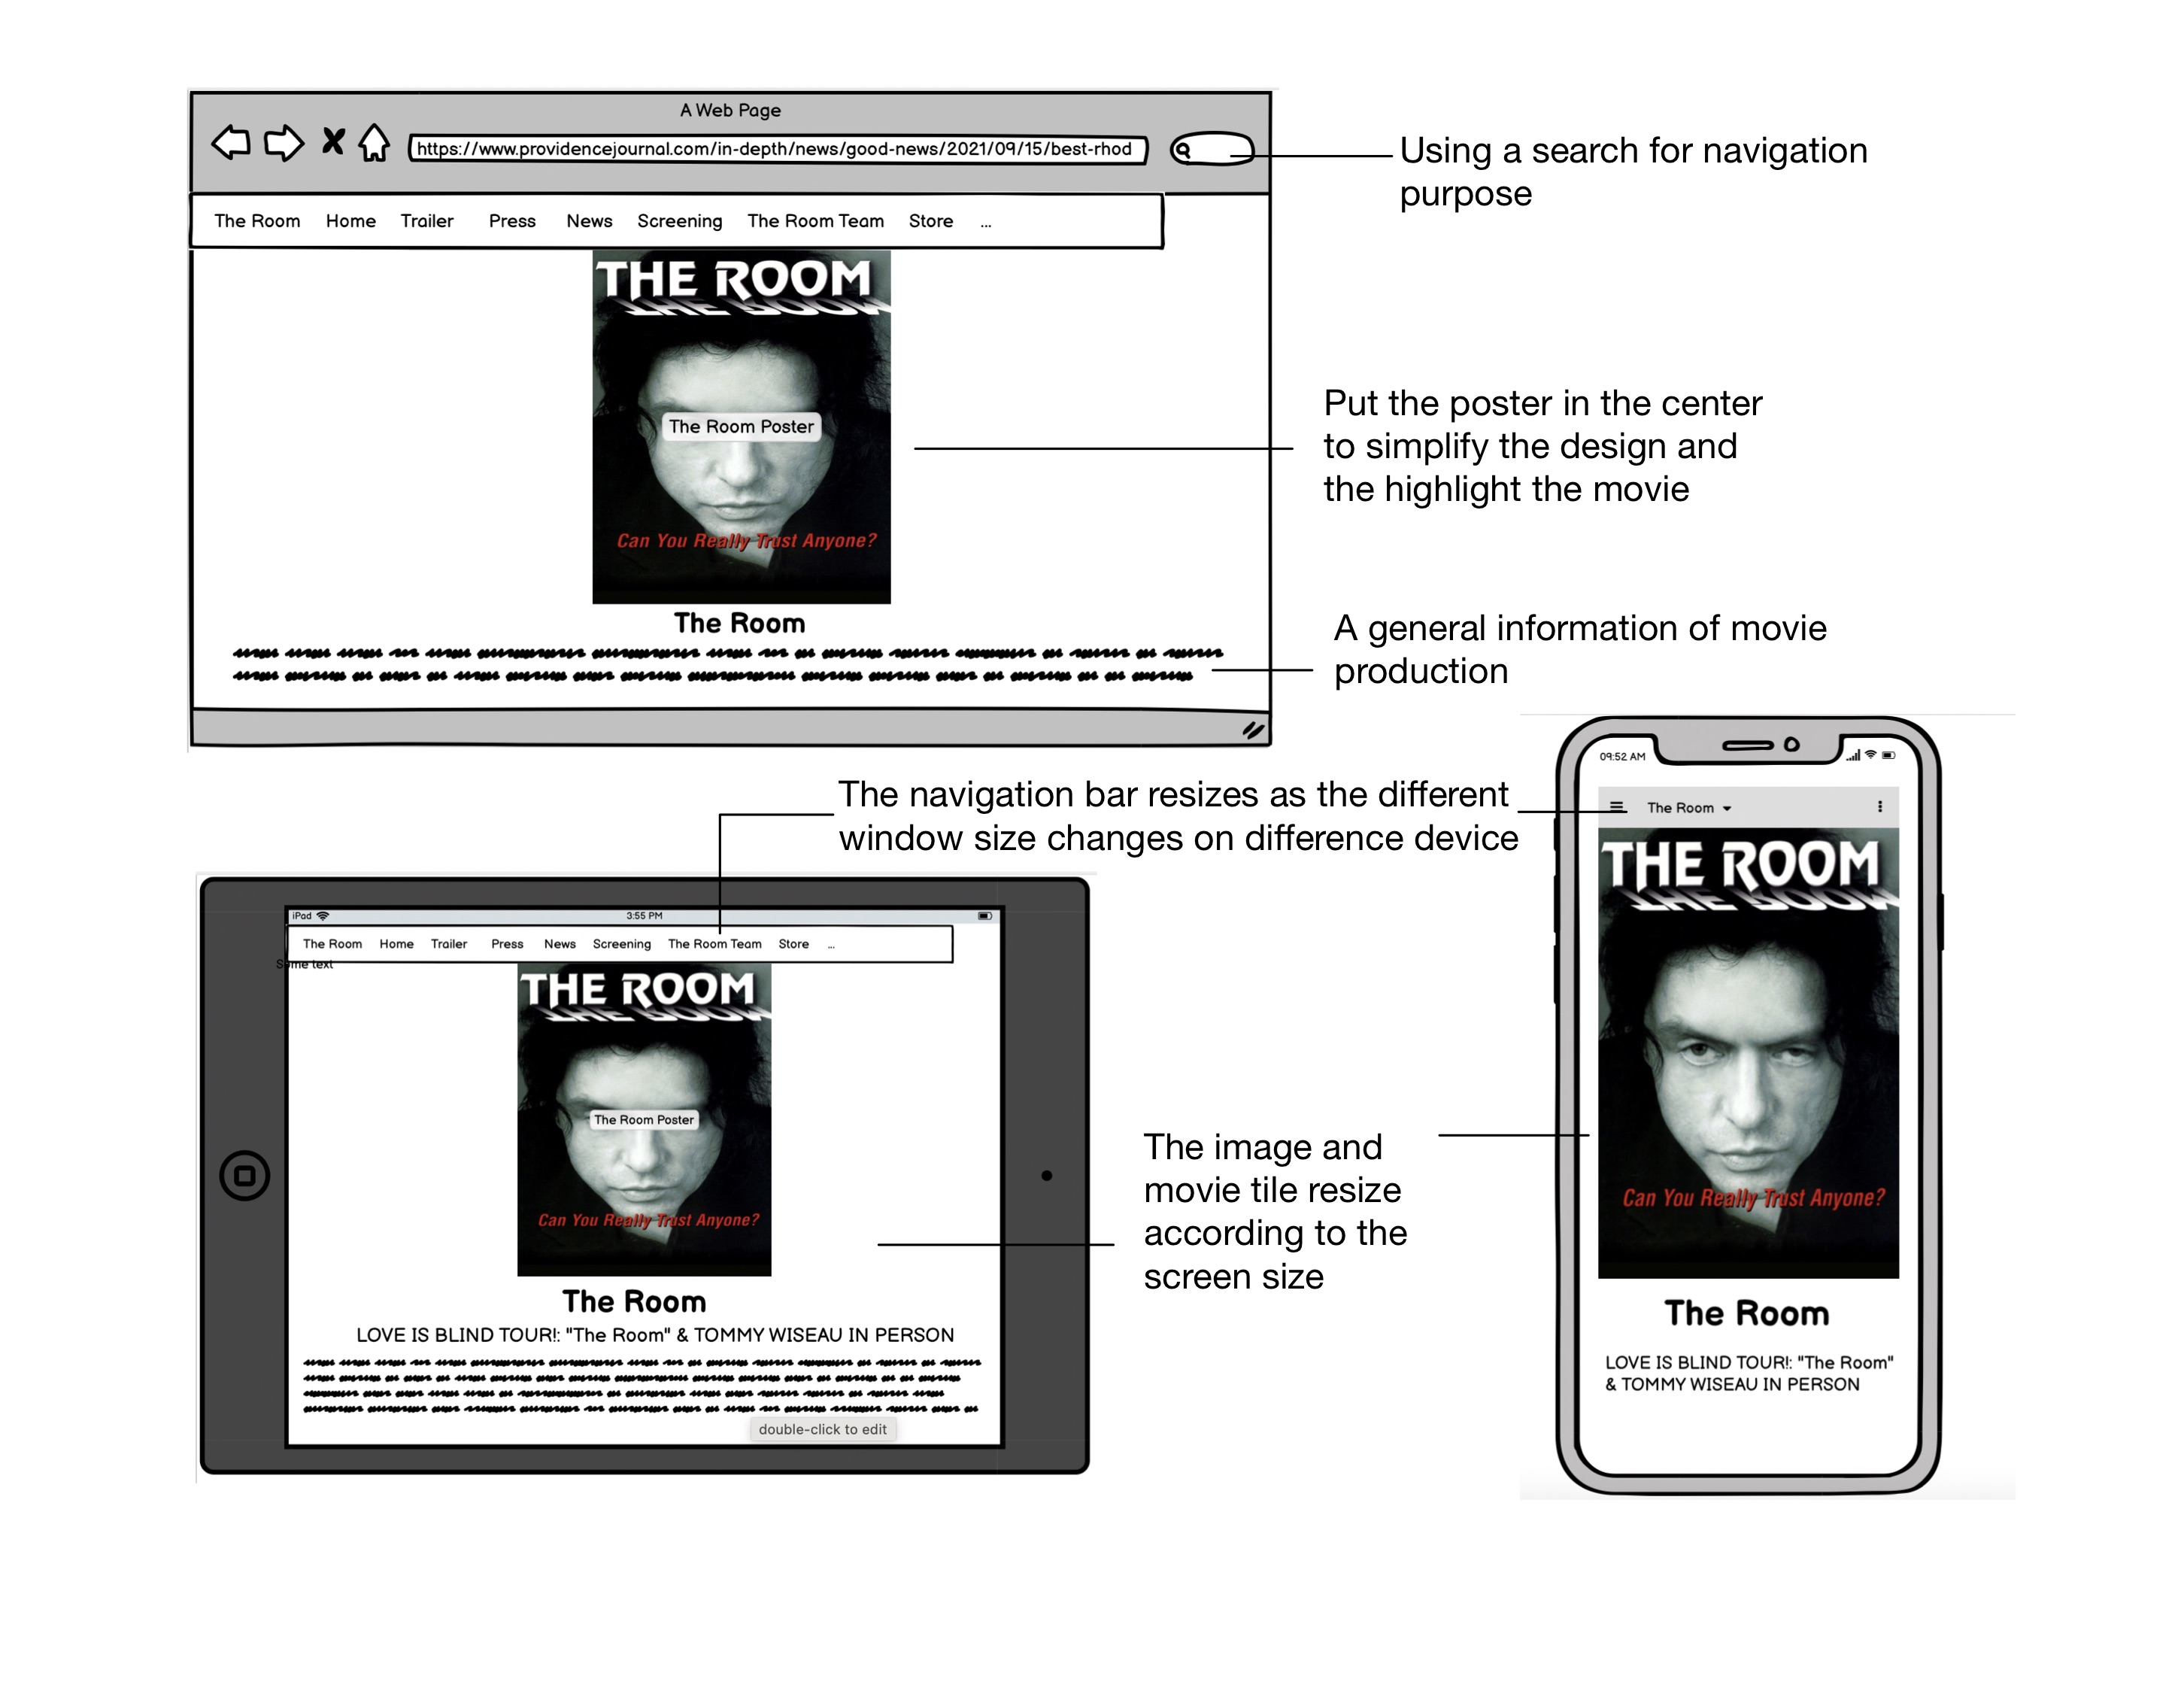 A Web Page
https://www.providencejournal.com/in-depth/news/good-news/2021/09/15/best-rhod
Using a search for navigation
purpose
The Room Home Trailer Press News Screening The Room Team Store ...
THE ROOM
THE ROOM
The Room Poster
Can You Really Trust Anyone?
Put the poster in the center
to simplify the design and
the highlight the movie
The Room
A general information of movie
production
The navigation bar resizes as the different
window size changes on difference device
iPad 3:55 PM
The Room Home Trailer Press News Screening The Room Team Store ...
Some text
THE ROOM
THE ROOM
The Room Poster
Can You Really Trust Anyone?
The Room
LOVE IS BLIND TOUR!: "The Room" & TOMMY WISEAU IN PERSON
double-click to edit
The image and
movie tile resize
according to the
screen size
09:52 AM
The Room
THE ROOM
THE ROOM
Can You Really Trust Anyone?
The Room
LOVE IS BLIND TOUR!: "The Room"
& TOMMY WISEAU IN PERSON